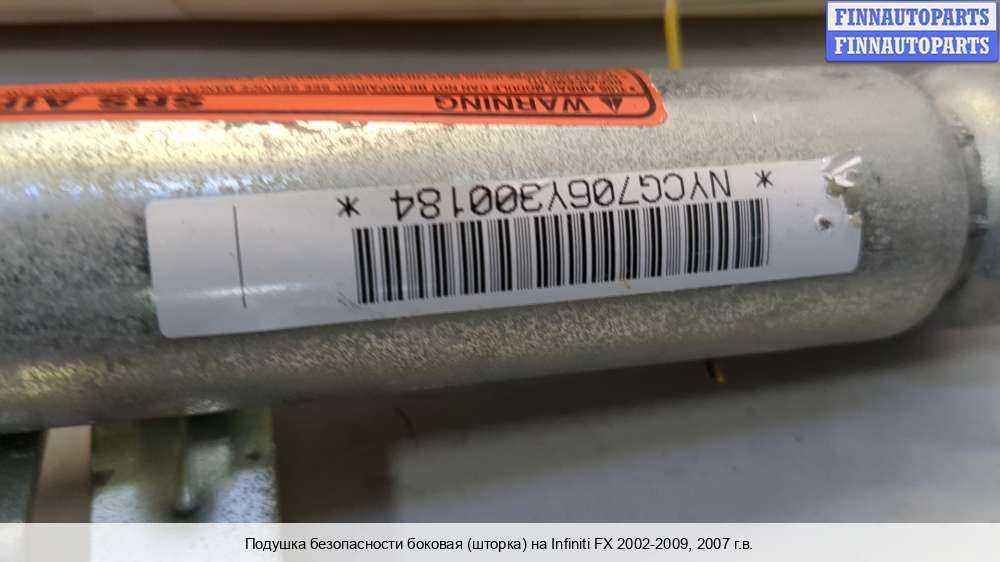 FINNAUTOPARTS
FINNAUTOPARTS
WARNING
SRS AIR
* NYCG706Y300184 *
Подушка безопасности боковая (шторка) на Infiniti FX 2002-2009, 2007 г.в.